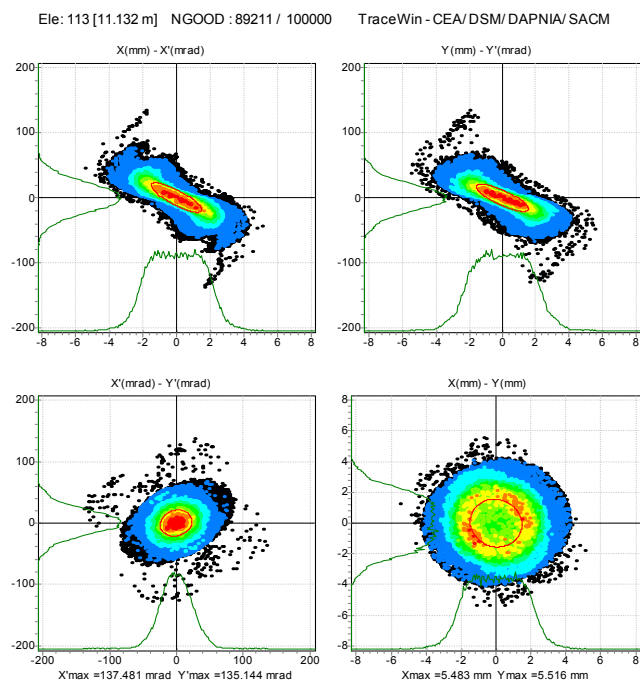 Ele: 113 [11.132 m] NGOOD : 89211 / 100000 TraceWin - CEA/ DSM/ DAPNIA/ SACM
X(mm) - X'(mrad)
Y(mm) - Y'(mrad)
200
100
0
-100
-200
-8 -6 -4 -2 0 2 4 6 8
200
100
0
-100
-200
-8 -6 -4 -2 0 2 4 6 8
X'(mrad) - Y'(mrad)
X(mm) - Y(mm)
200
100
0
-100
-200
-200 -100 0 100 200
X'max =137.481 mrad Y'max =135.144 mrad
8
6
4
2
0
-2
-4
-6
-8
-8 -6 -4 -2 0 2 4 6 8
Xmax =5.483 mm Ymax =5.516 mm